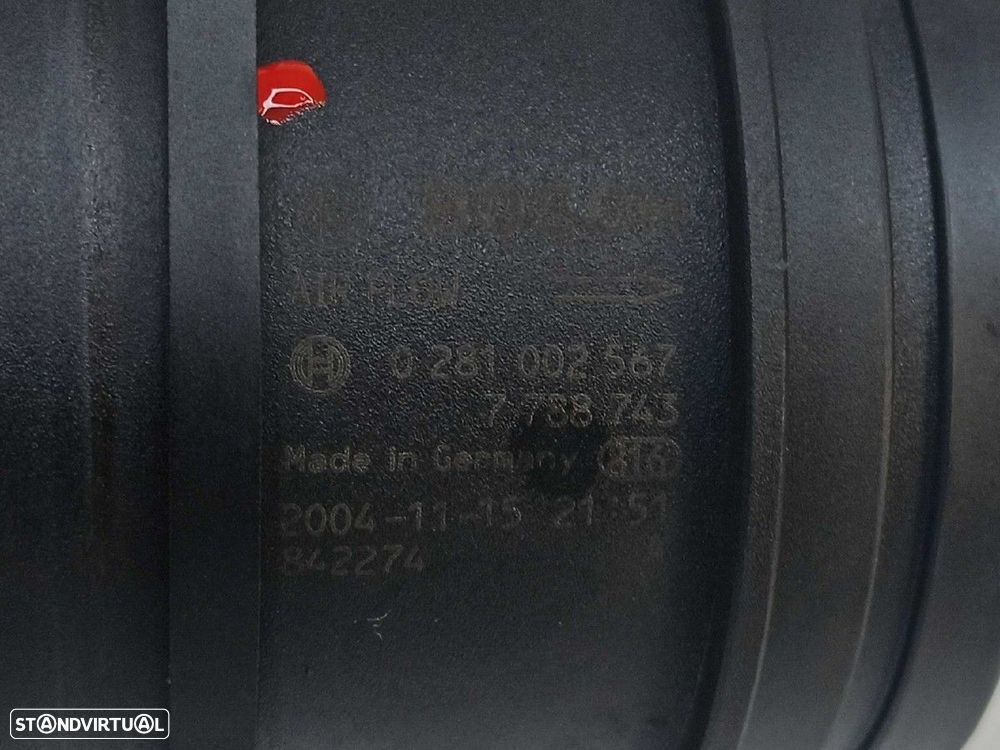 AIR FLOW
0 281 002 567
7 788 743
Made in Germany 816
2004-11-15 21:51
842274
STANDVIRTUAL